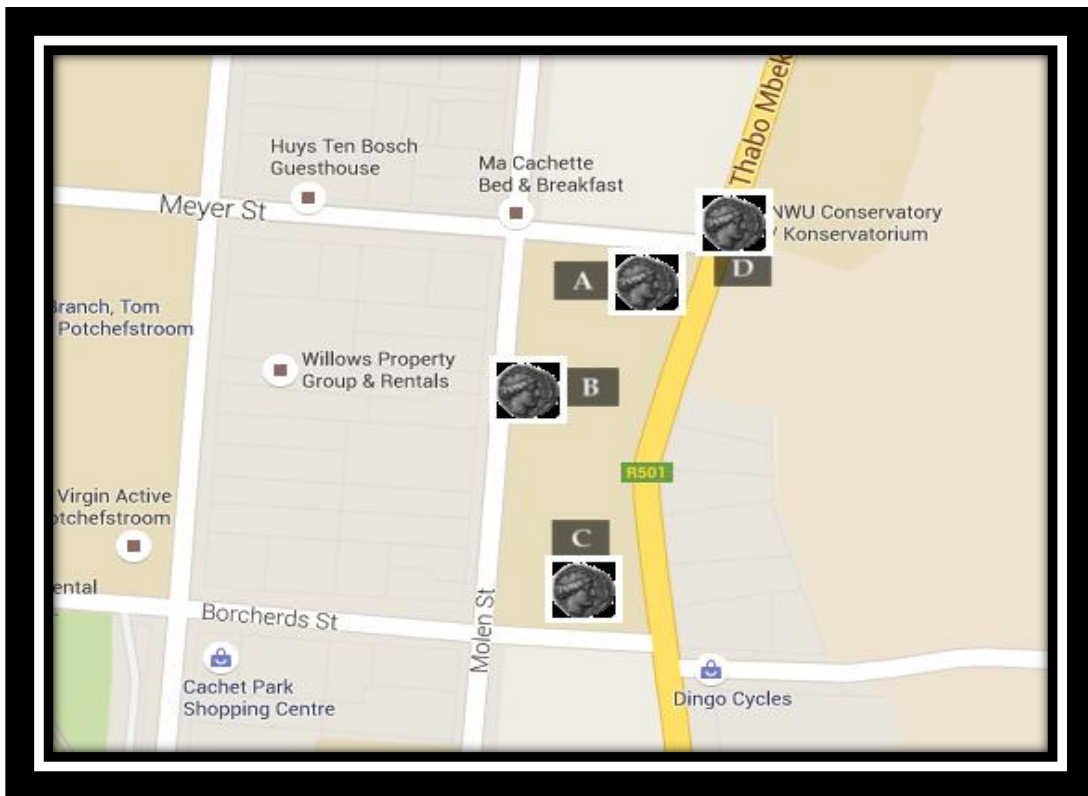 Thabo Mbek
Huys Ten Bosch
Guesthouse
Ma Cachette
Bed & Breakfast
Meyer St
NWU Conservatory
/ Konservatorium
A
D
Branch, Tom
Potchefstroom
Willows Property
Group & Rentals
B
R501
Virgin Active
otchefstroom
C
ental
Borcherds St
Molen St
Cachet Park
Shopping Centre
Dingo Cycles